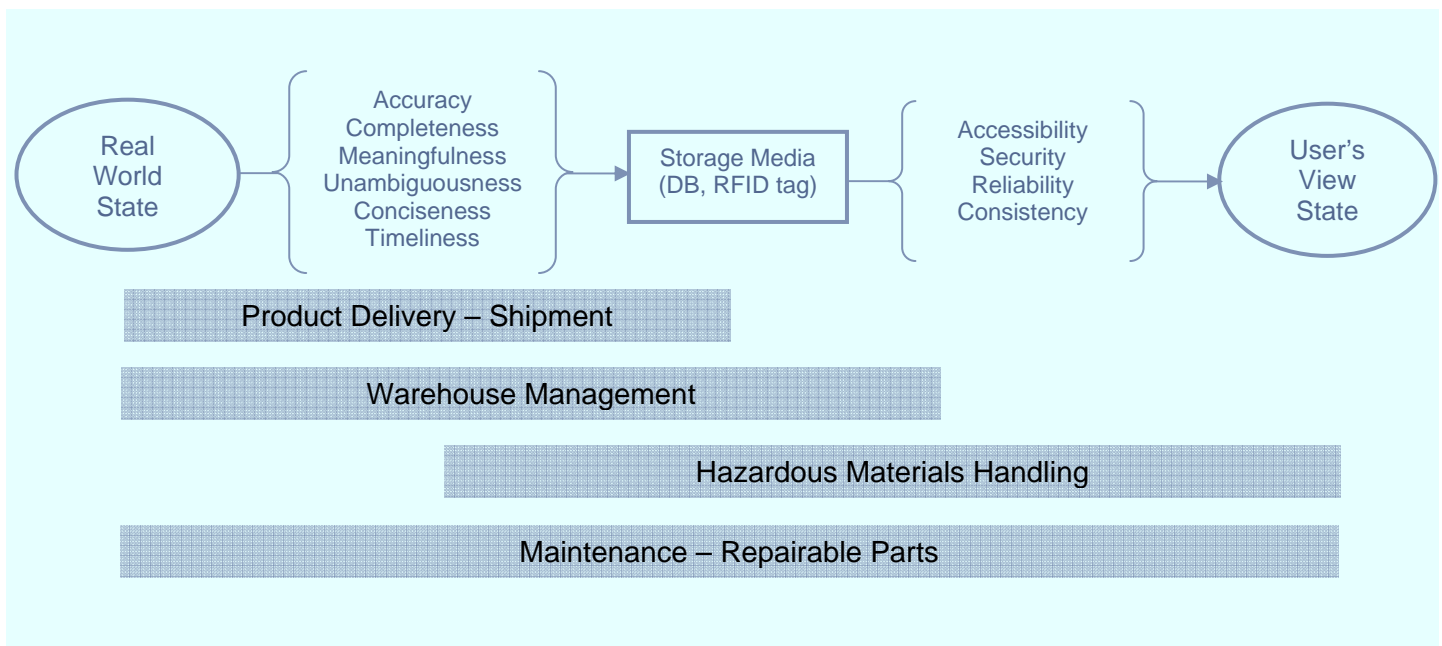 Real
World
State
Accuracy
Completeness
Meaningfulness
Unambiguousness
Conciseness
Timeliness
Storage Media
(DB, RFID tag)
Accessibility
Security
Reliability
Consistency
User's
View
State
Product Delivery – Shipment
Warehouse Management
Hazardous Materials Handling
Maintenance – Repairable Parts